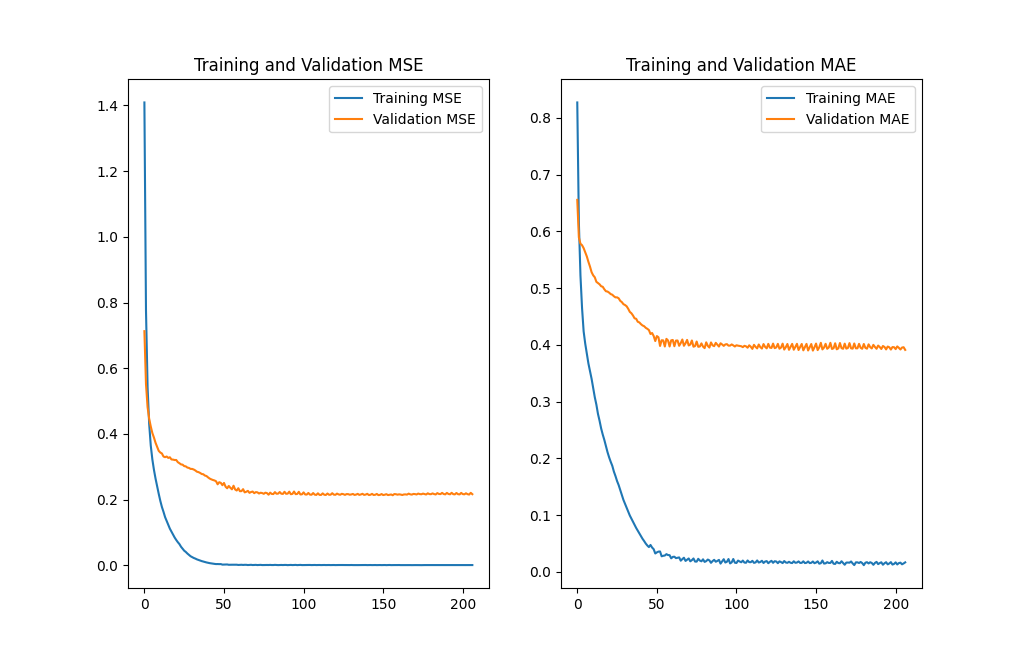 Training and Validation MSE
Training MSE
Validation MSE
1.4
1.2
1.0
0.8
0.6
0.4
0.2
0.0
0 50 100 150 200
Training and Validation MAE
Training MAE
Validation MAE
0.8
0.7
0.6
0.5
0.4
0.3
0.2
0.1
0.0
0 50 100 150 200